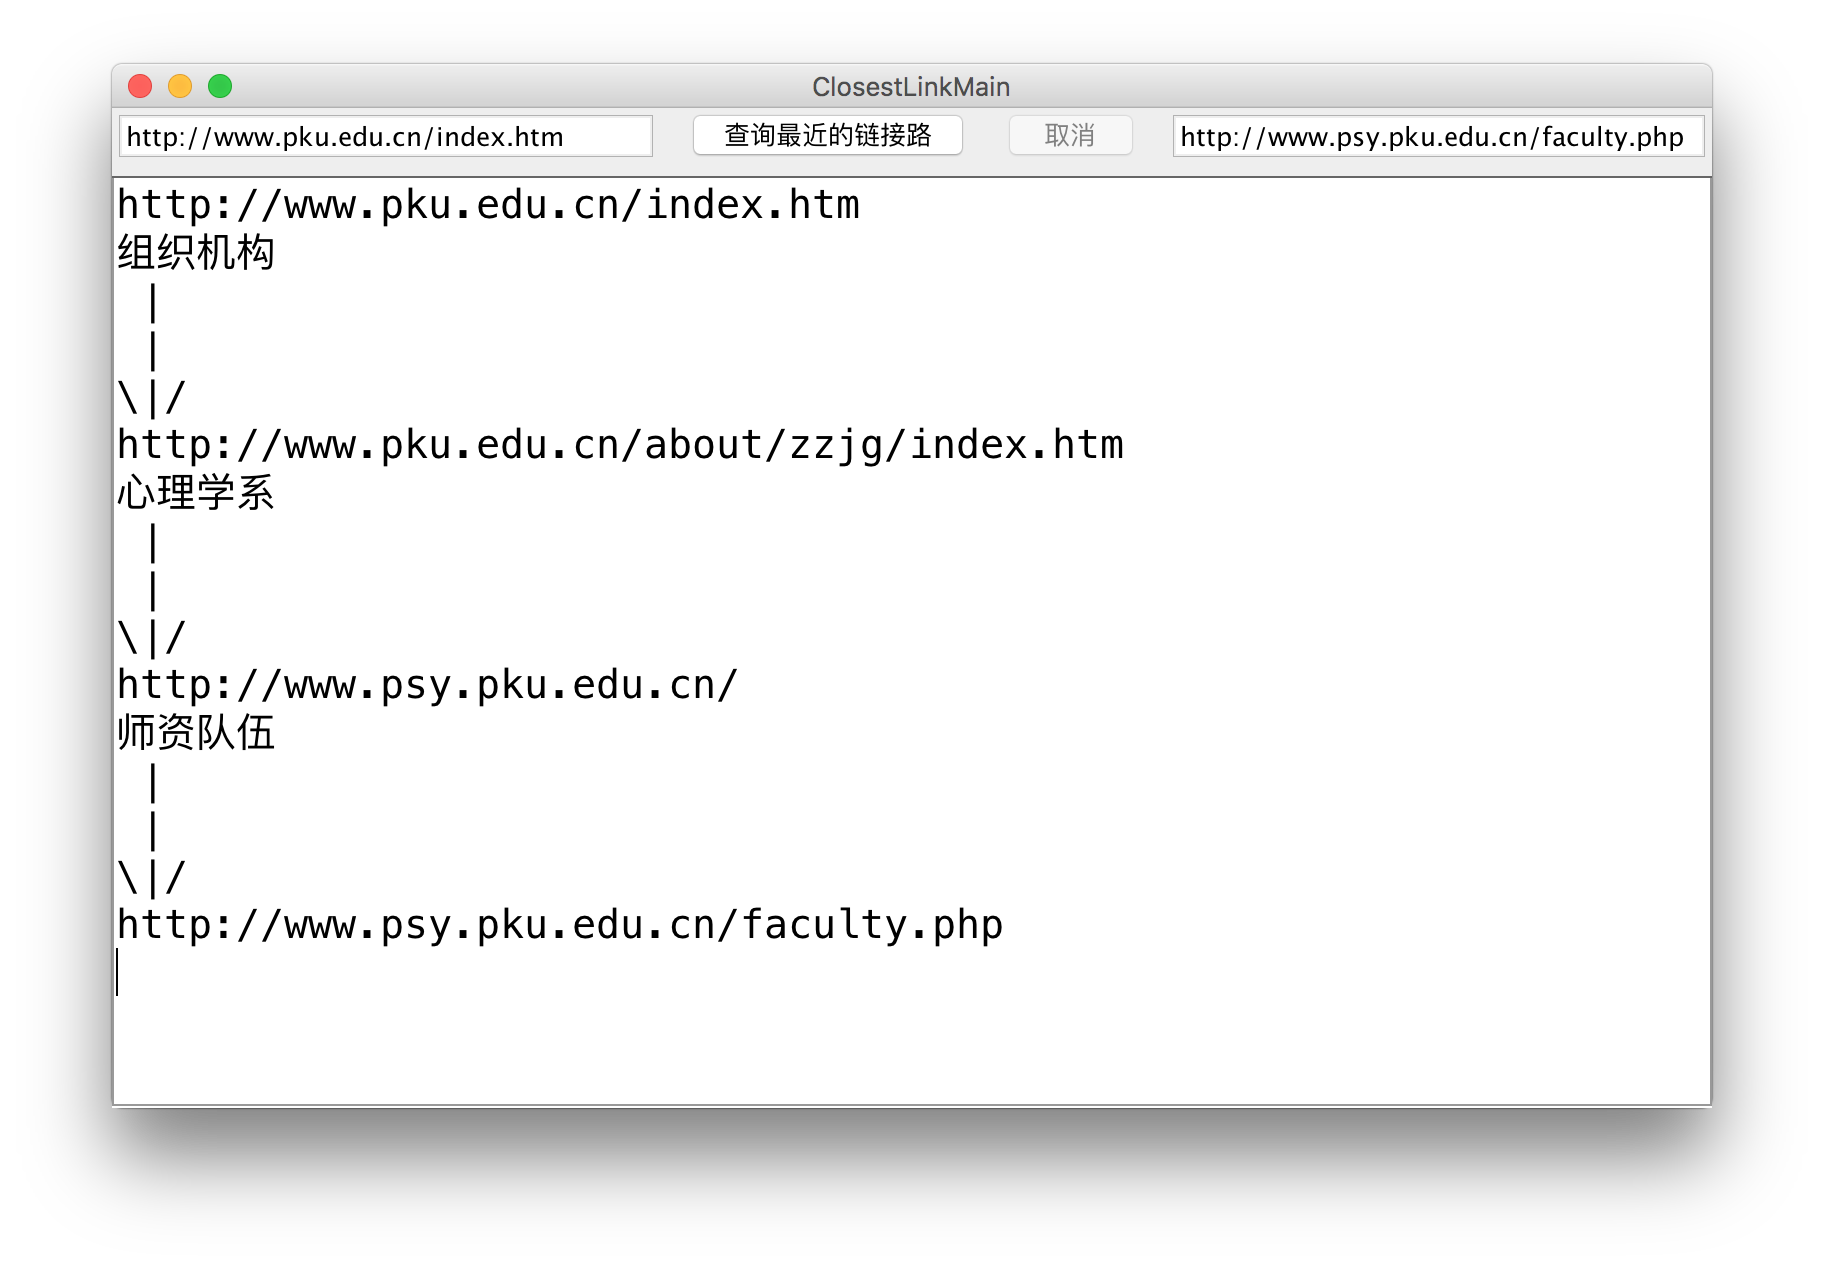 ClosestLinkMain
http://www.pku.edu.cn/index.htm
查询最近的链接路
取消
http://www.psy.pku.edu.cn/faculty.php
http://www.pku.edu.cn/index.htm
组织机构
 |
 |
\|/
http://www.pku.edu.cn/about/zzjg/index.htm
心理学系
 |
 |
\|/
http://www.psy.pku.edu.cn/
师资队伍
 |
 |
\|/
http://www.psy.pku.edu.cn/faculty.php